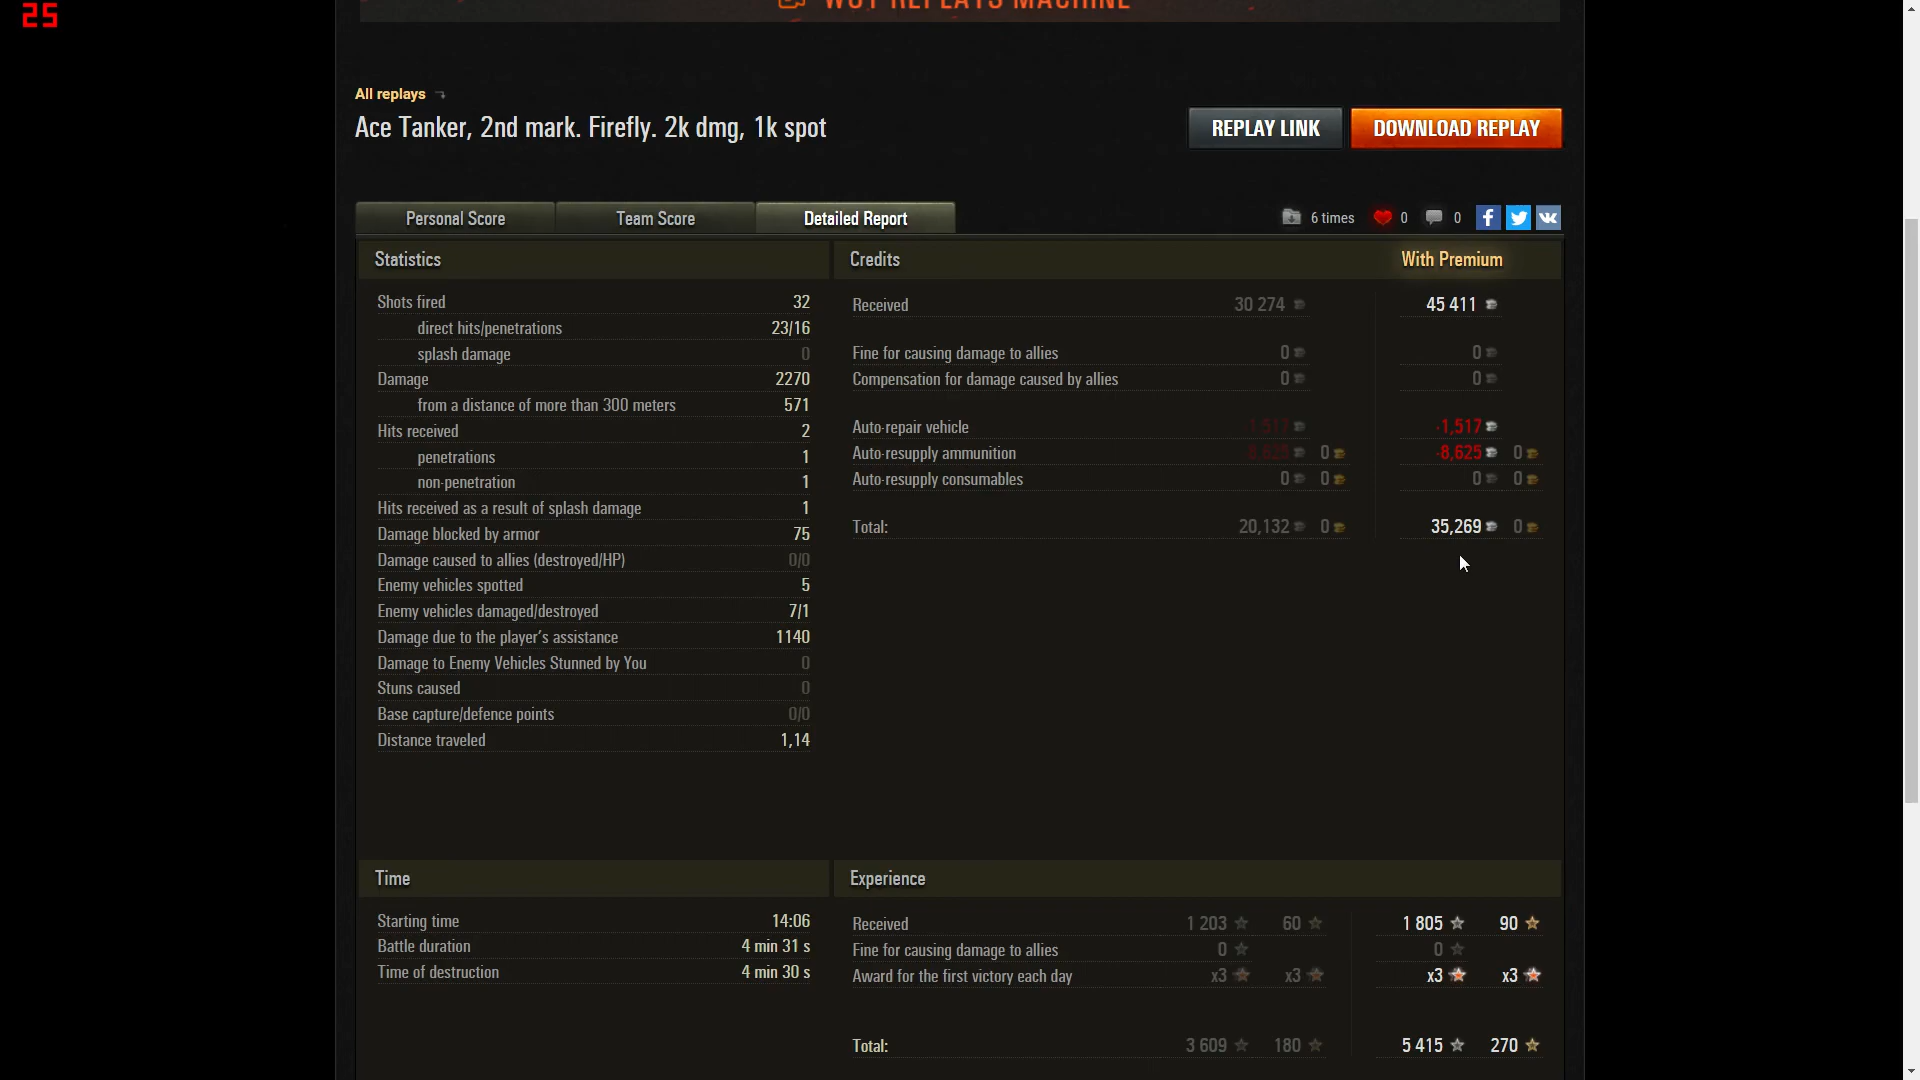 25
WOT REPLAYS MACHINE
All replays
Ace Tanker, 2nd mark. Firefly. 2k dmg, 1k spot
REPLAY LINK
DOWNLOAD REPLAY
Personal Score
Team Score
Detailed Report
6 times 0 0
Statistics
Shots fired 32
direct hits/penetrations 23/16
splash damage 0
Damage 2270
from a distance of more than 300 meters 571
Hits received 2
penetrations 1
non-penetration 1
Hits received as a result of splash damage 1
Damage blocked by armor 75
Damage caused to allies (destroyed/HP) 0/0
Enemy vehicles spotted 5
Enemy vehicles damaged/destroyed 7/1
Damage due to the player's assistance 1140
Damage to Enemy Vehicles Stunned by You 0
Stuns caused 0
Base capture/defence points 0/0
Distance traveled 1,14
Credits With Premium
Received 30 274 45 411
Fine for causing damage to allies 0 0
Compensation for damage caused by allies 0 0
Auto-repair vehicle -1,517 -1,517
Auto-resupply ammunition -8,625 0 -8,625 0
Auto-resupply consumables 0 0 0 0
Total: 20,132 0 35,269 0
Time
Starting time 14:06
Battle duration 4 min 31 s
Time of destruction 4 min 30 s
Experience
Received 1 203 60 1 805 90
Fine for causing damage to allies 0 0
Award for the first victory each day x3 x3 x3 x3
Total: 3 609 180 5 415 270